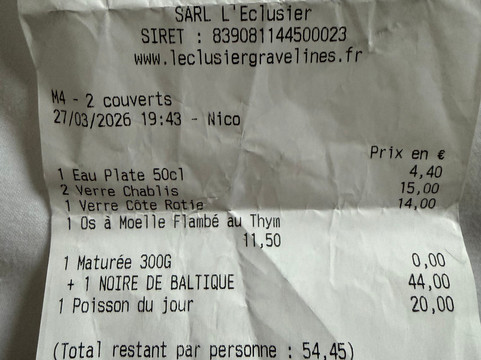 SARL L'Eclusier
SIRET : 839081144500023
www.leclusiergravelines.fr
M4 - 2 couverts
27/03/2026 19:43 - Nico
Prix en €
1 Eau Plate 50cl 4,40
2 Verre Chablis 15,00
1 Verre Côte Rotie 14,00
1 Os à Moelle Flambé au Thym
11,50
1 Maturée 300G 0,00
+ 1 NOIRE DE BALTIQUE 44,00
1 Poisson du jour 20,00
(Total restant par personne : 54,45)